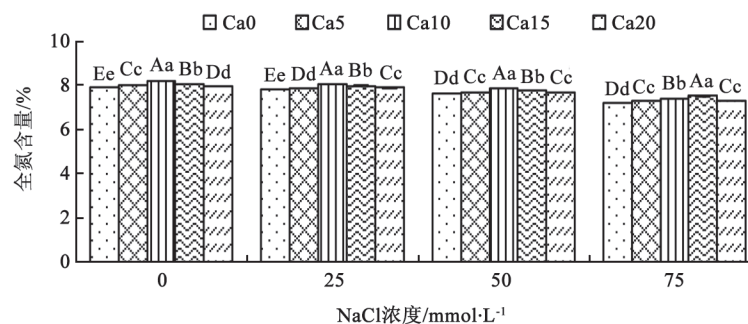 Ca0 Ca5 Ca10 Ca15 Ca20
全氮含量/%
10
8
6
4
2
0
Ee Cc Aa Bb Dd
Ee Dd Aa Bb Cc
Dd Cc Aa Bb Cc
Dd Cc Bb Aa Cc
0 25 50 75
NaCl浓度/mmol·L⁻¹